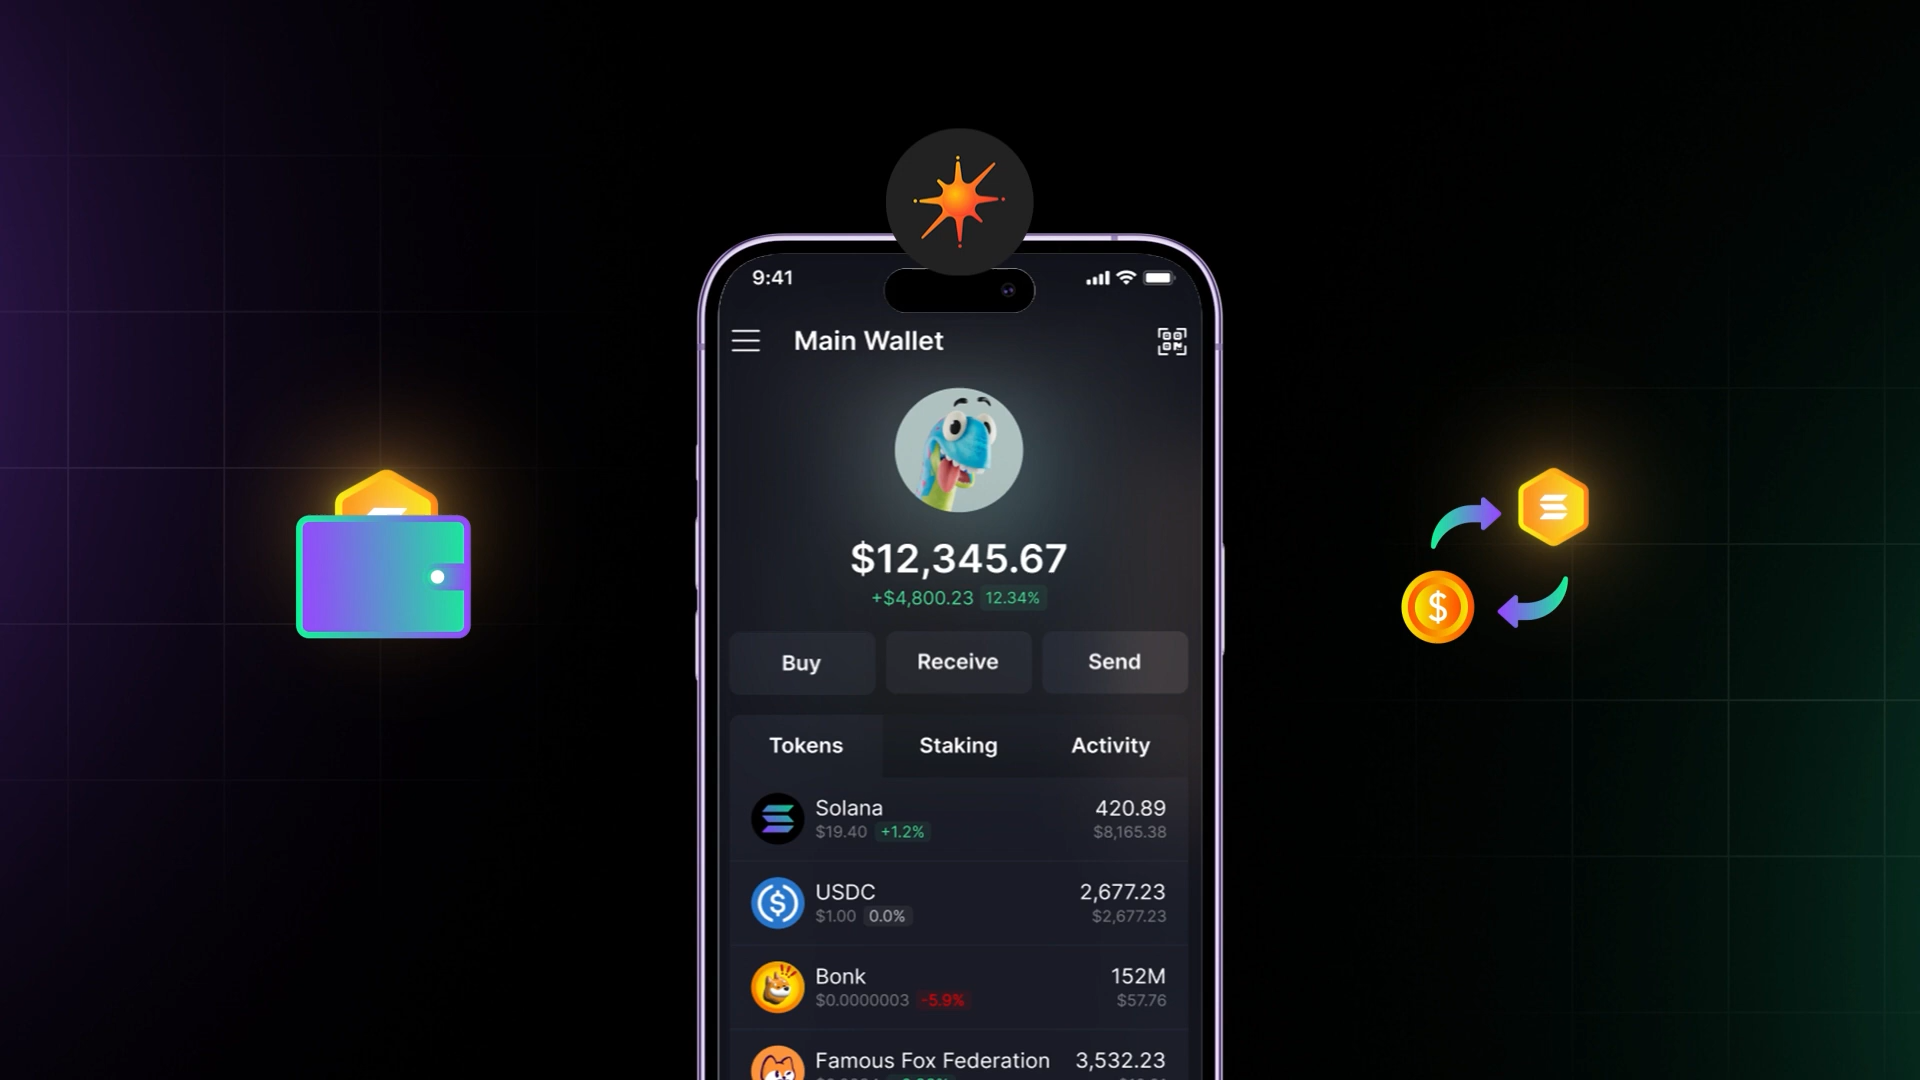 9:41
Main Wallet
$12,345.67
+$4,800.23 12.34%
Buy Receive Send
Tokens Staking Activity
Solana 420.89
$19.40 +1.2% $8,165.38
USDC 2,677.23
$1.00 0.0% $2,677.23
Bonk 152M
$0.0000003 -5.9% $57.76
Famous Fox Federation 3,532.23
$